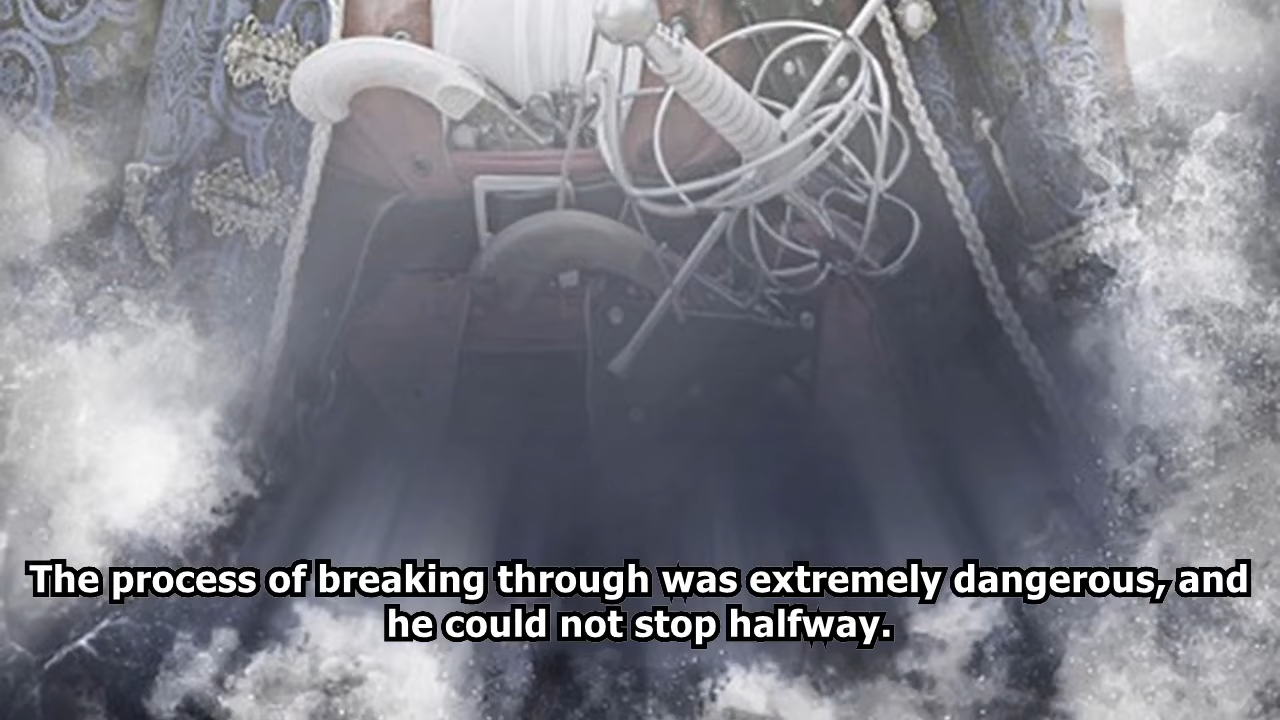 The process of breaking through was extremely dangerous, and
he could not stop halfway.